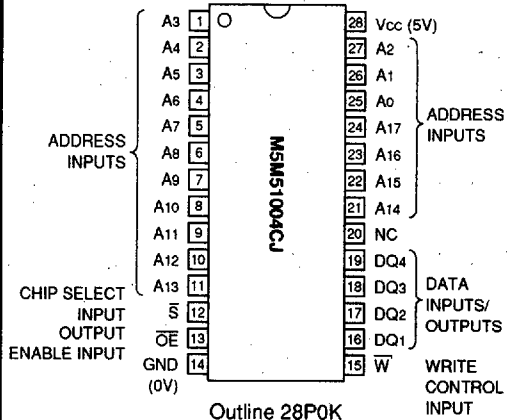 A3 1
A4 2
A5 3
A6 4
A7 5
A8 6
A9 7
A10 8
A11 9
A12 10
A13 11
S̅ 12
O̅E̅ 13
GND 14
(0V)
ADDRESS
INPUTS
CHIP SELECT
INPUT
OUTPUT
ENABLE INPUT
M5M51004CJ
28 Vcc (5V)
27 A2
26 A1
25 A0
24 A17
23 A16
22 A15
21 A14
20 NC
19 DQ4
18 DQ3
17 DQ2
16 DQ1
15 W̅
ADDRESS
INPUTS
DATA
INPUTS/
OUTPUTS
WRITE
CONTROL
INPUT
Outline 28P0K